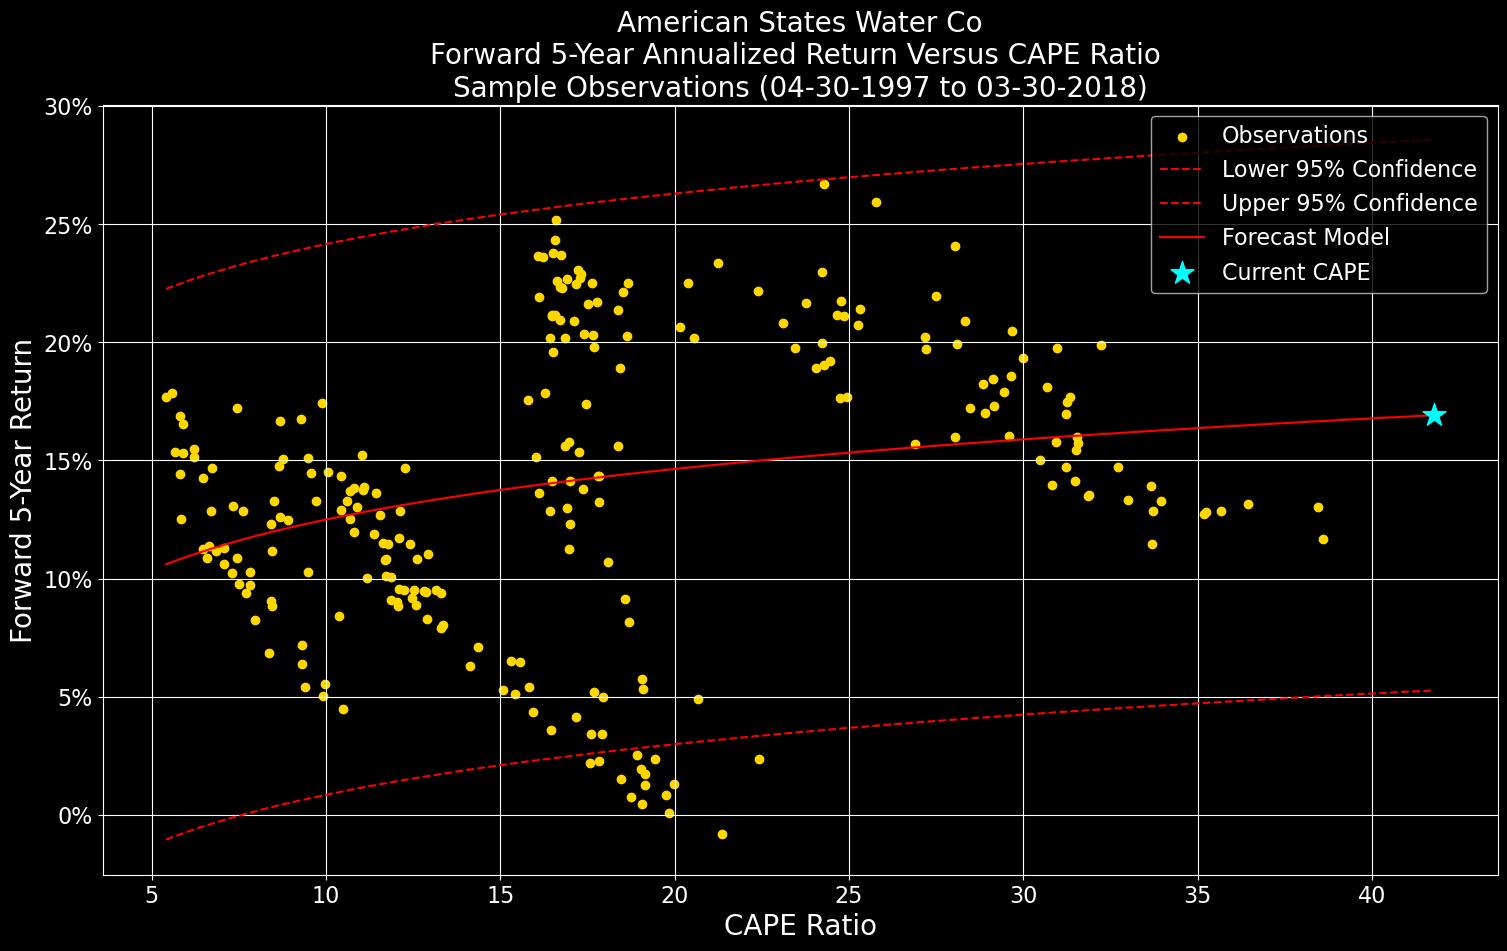 American States Water Co
Forward 5-Year Annualized Return Versus CAPE Ratio
Sample Observations (04-30-1997 to 03-30-2018)
30%
25%
20%
15%
10%
5%
0%
Forward 5-Year Return
Observations
Lower 95% Confidence
Upper 95% Confidence
Forecast Model
Current CAPE
5 10 15 20 25 30 35 40
CAPE Ratio